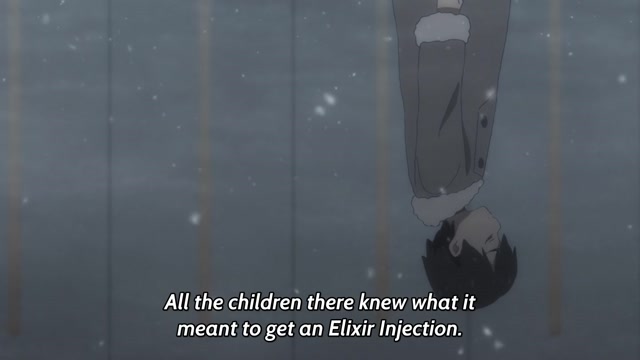 All the children there knew what it
meant to get an Elixir Injection.